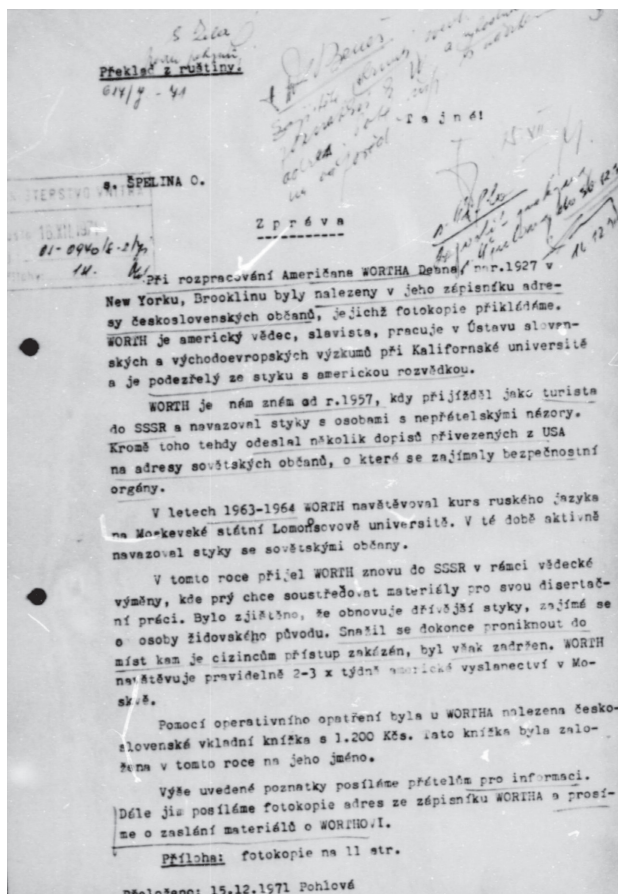 Překlad z ruštiny.
614/y - 71
Tajné!
s. ŠPELINA O.
Zpráva
Při rozpracování Američana WORTHA Deana, nar.1927 v
New Yorku, Brooklinu byly nalezeny v jeho zápisníku adre-
sy československých občanů, jejichž fotokopie přikládáme.
WORTH je americký vědec, slavista, pracuje v Ústavu slovan-
ských a východoevropských výzkumů při Kalifornské universitě
a je podezřelý ze styku s americkou rozvědkou.
WORTH je nám znám od r.1957, kdy přijížděl jako turista
do SSSR a navazoval styky s osobami s nepřátelskými názory.
Kromě toho tehdy odeslal několik dopisů přivezených z USA
na adresy sovětských občanů, o které se zajímaly bezpečnostní
orgány.
V letech 1963-1964 WORTH navštěvoval kurs ruského jazyka
na Moskevské státní Lomonosovově universitě. V té době aktivně
navazoval styky se sovětskými občany.
V tomto roce přijel WORTH znovu do SSSR v rámci vědecké
výměny, kde prý chce soustředovat materiály pro svou disertač-
ní práci. Bylo zjištěno, že obnovuje dřívější styky, zajímá se
o osoby židovského původu. Snažil se dokonce proniknout do
míst kam je cizincům přístup zakázán, byl však zadržen. WORTH
navštěvuje pravidelně 2-3 x týdně americké vyslanectví v Mo-
skvě.
Pomocí operativního opatření byla u WORTHA nalezena česko-
slovenská vkladní knížka s 1.200 Kčs. Tato knížka byla zalo-
žena v tomto roce na jeho jméno.
Výše uvedené poznatky posíláme přátelům pro informaci.
Dále jim posíláme fotokopie adres ze zápisníku WORTHA a prosí-
me o zaslání materiálů o WORTHOVI.
Příloha: fotokopie na 11 str.
Přeloženo: 15.12.1971 Pohlová